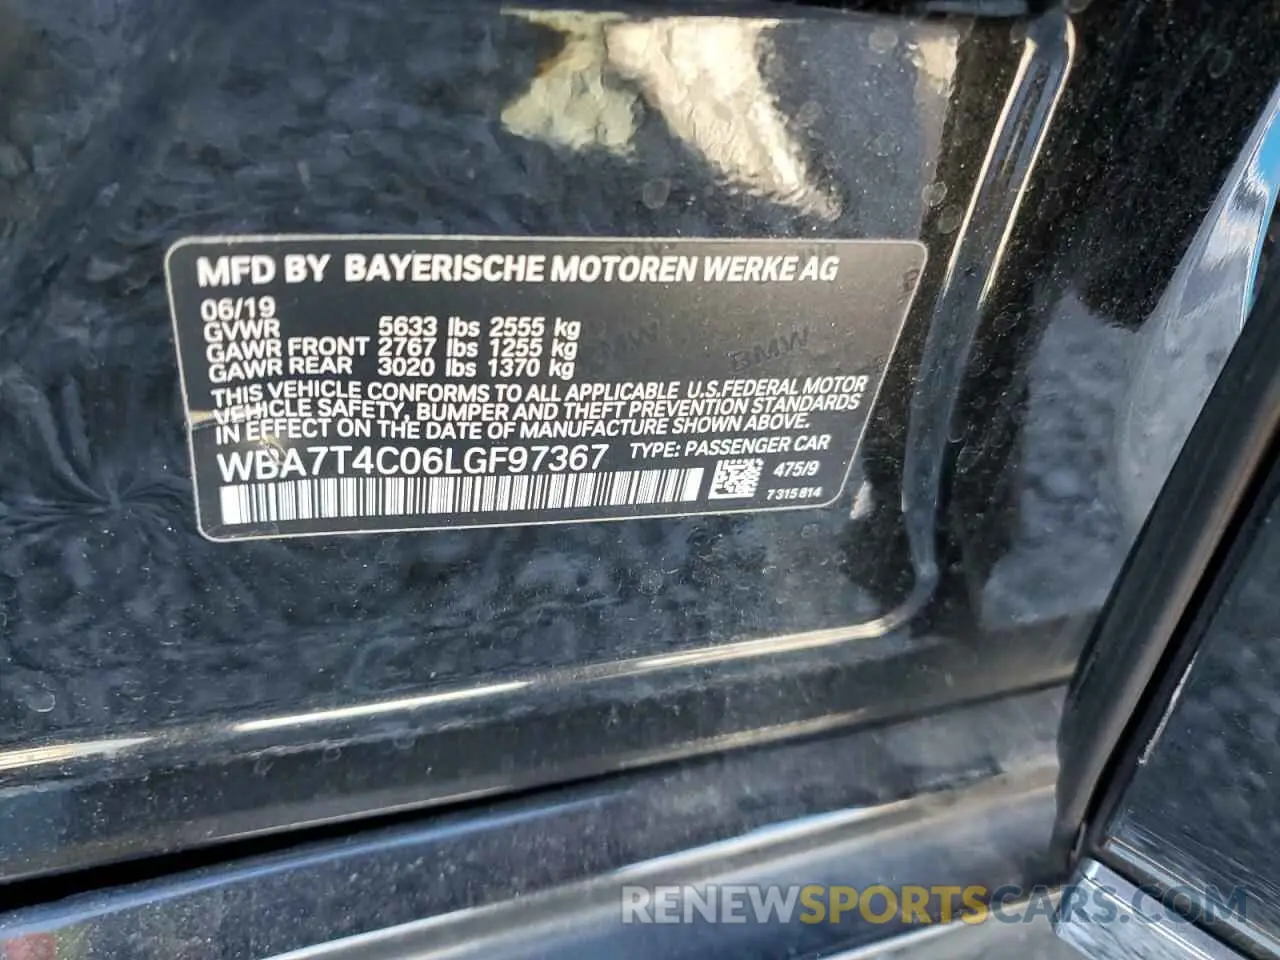 MFD BY BAYERISCHE MOTOREN WERKE AG
06/19
GVWR 5633 lbs 2555 kg
GAWR FRONT 2767 lbs 1255 kg
GAWR REAR 3020 lbs 1370 kg
THIS VEHICLE CONFORMS TO ALL APPLICABLE U.S.FEDERAL MOTOR
VEHICLE SAFETY, BUMPER AND THEFT PREVENTION STANDARDS
IN EFFECT ON THE DATE OF MANUFACTURE SHOWN ABOVE.
WBA7T4C06LGF97367 TYPE: PASSENGER CAR
475/9
7315814
BMW
BMW
RENEWSPORTSCARS.COM